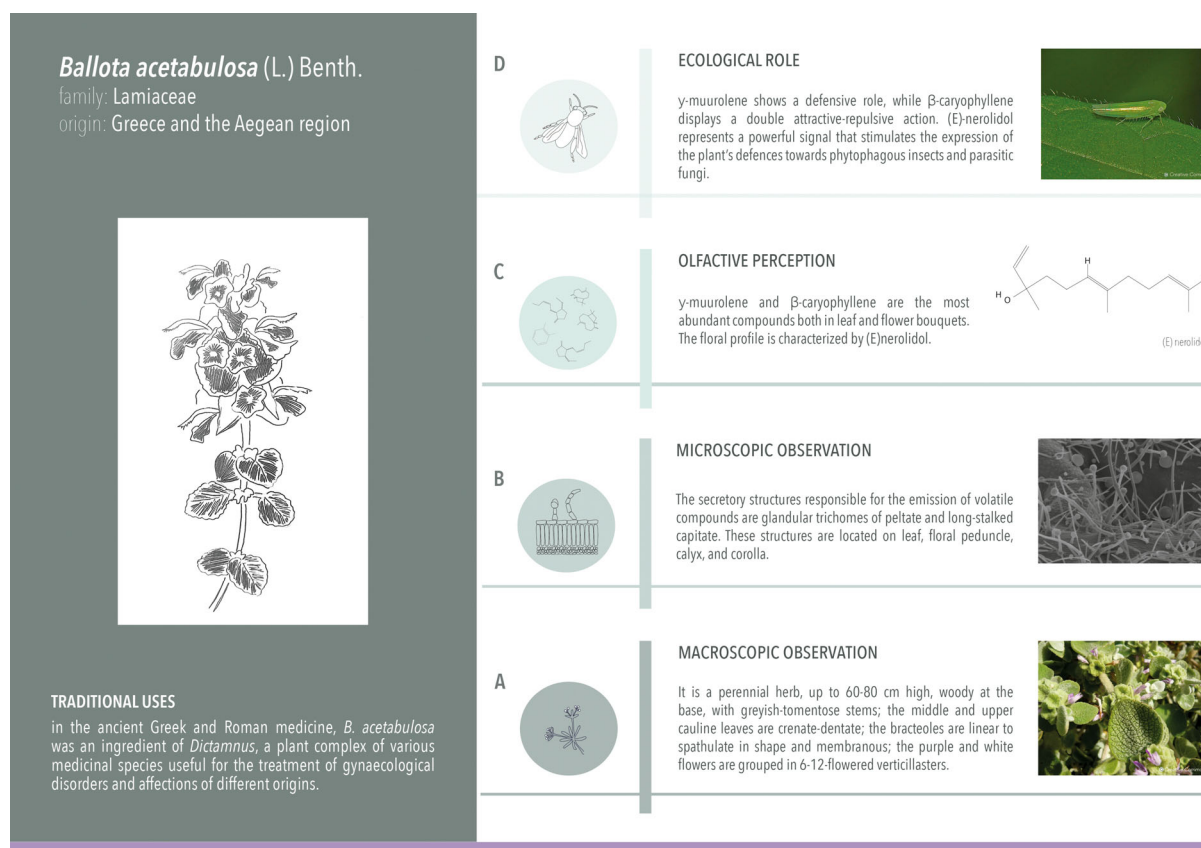 Ballota acetabulosa (L.) Benth.
family: Lamiaceae
origin: Greece and the Aegean region
TRADITIONAL USES
in the ancient Greek and Roman medicine, B. acetabulosa
was an ingredient of Dictamnus, a plant complex of various
medicinal species useful for the treatment of gynaecological
disorders and affections of different origins.
D
ECOLOGICAL ROLE
γ-muurolene shows a defensive role, while β-caryophyllene
displays a double attractive-repulsive action. (E)-nerolidol
represents a powerful signal that stimulates the expression of
the plant's defences towards phytophagous insects and parasitic
fungi.
C
OLFACTIVE PERCEPTION
γ-muurolene and β-caryophyllene are the most
abundant compounds both in leaf and flower bouquets.
The floral profile is characterized by (E)nerolidol.
H
H
O
(E)
B
MICROSCOPIC OBSERVATION
The secretory structures responsible for the emission of volatile
compounds are glandular trichomes of peltate and long-stalked
capitate. These structures are located on leaf, floral peduncle,
calyx, and corolla.
A
MACROSCOPIC OBSERVATION
It is a perennial herb, up to 60-80 cm high, woody at the
base, with greyish-tomentose stems; the middle and upper
cauline leaves are crenate-dentate; the bracteoles are linear to
spathulate in shape and membranous; the purple and white
flowers are grouped in 6-12-flowered verticillasters.